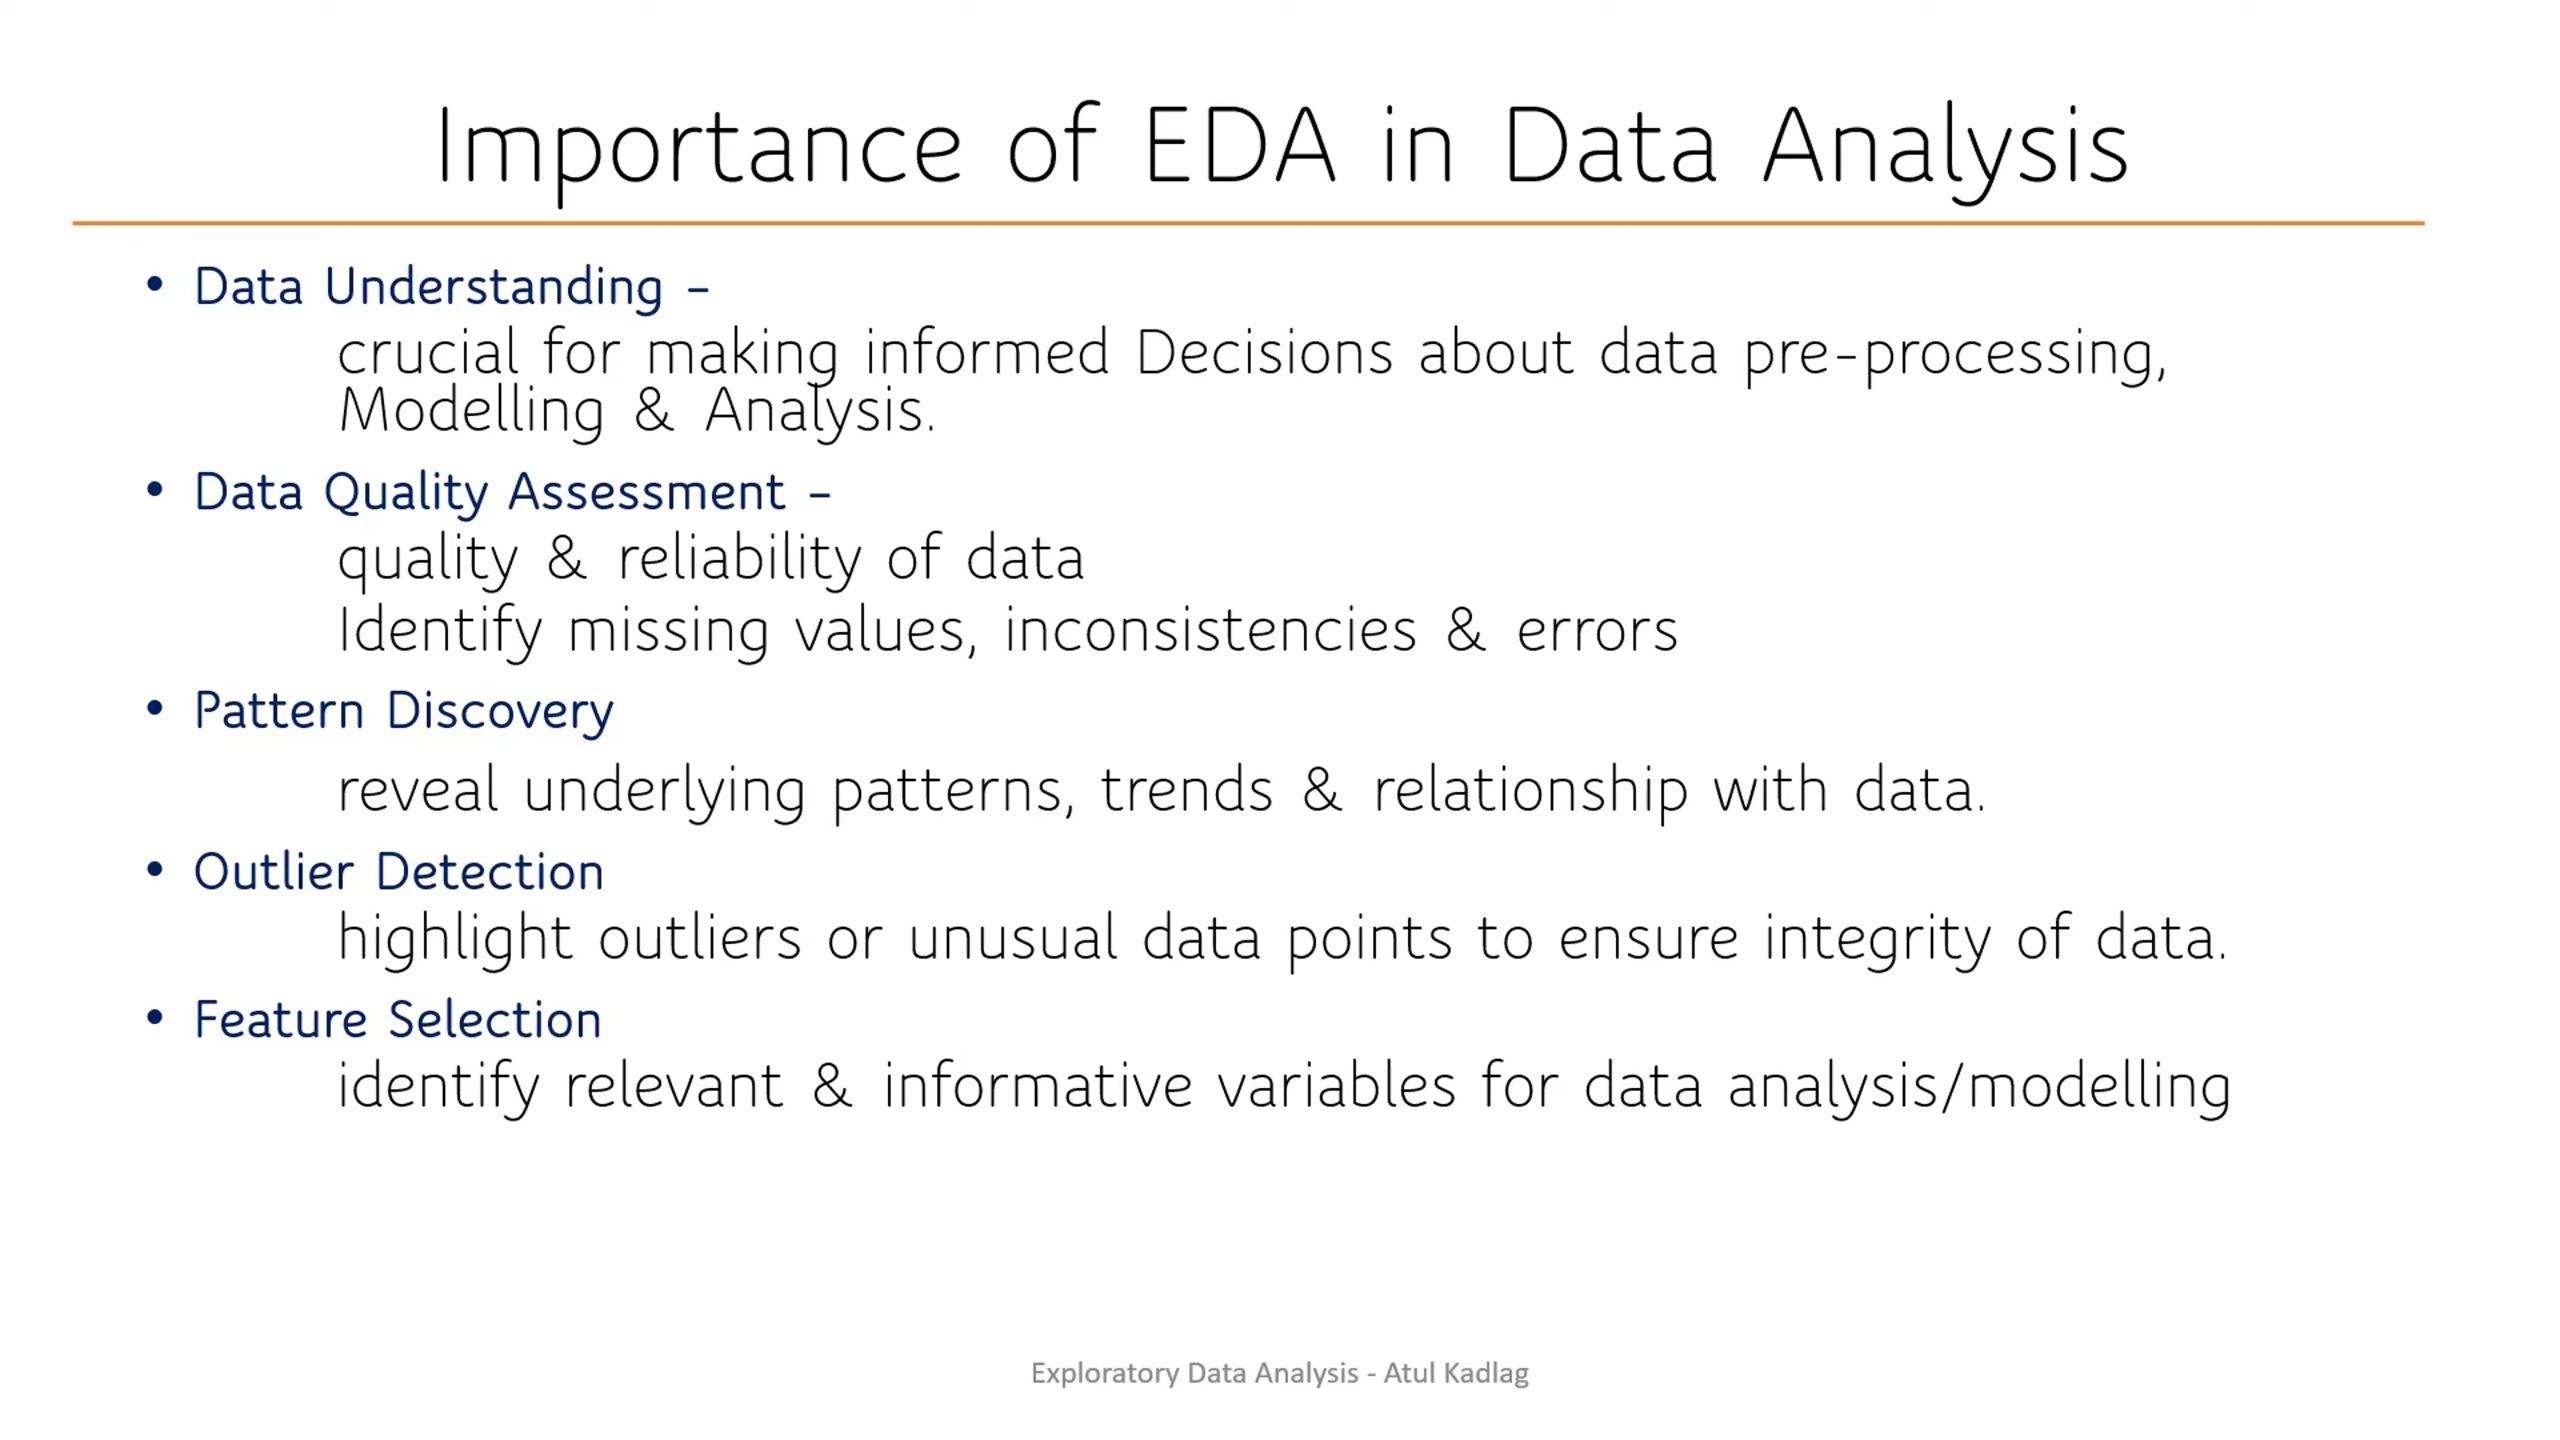 Importance of EDA in Data Analysis
• Data Understanding –
crucial for making informed Decisions about data pre-processing,
Modelling & Analysis.
• Data Quality Assessment –
quality & reliability of data
Identify missing values, inconsistencies & errors
• Pattern Discovery
reveal underlying patterns, trends & relationship with data.
• Outlier Detection
highlight outliers or unusual data points to ensure integrity of data.
• Feature Selection
identify relevant & informative variables for data analysis/modelling
Exploratory Data Analysis - Atul Kadlag